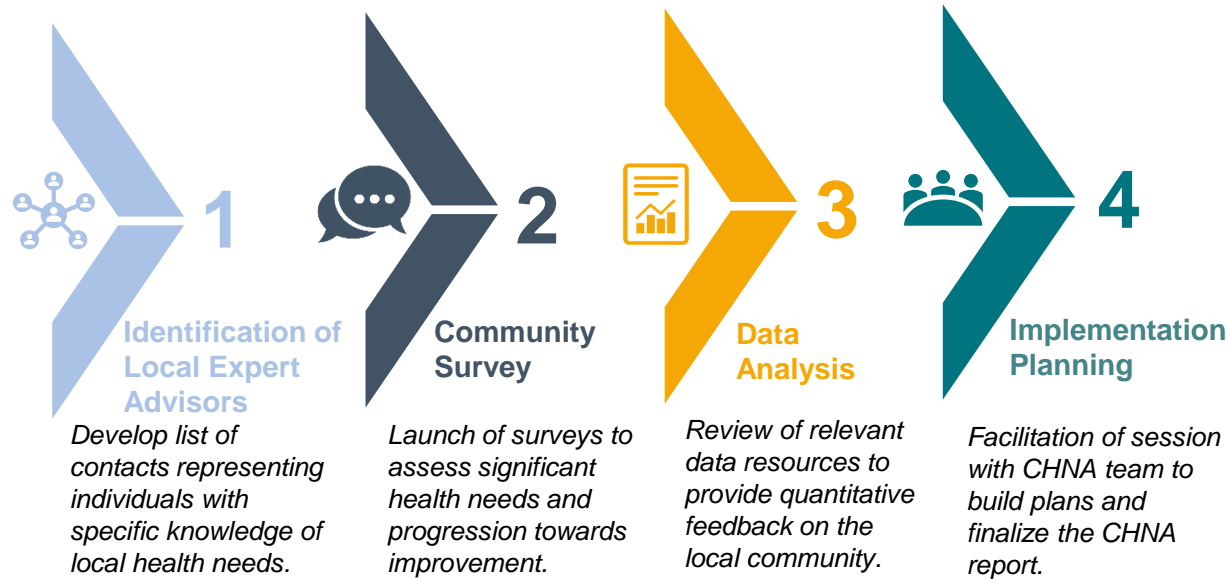 1
Identification of
Local Expert
Advisors
Develop list of
contacts representing
individuals with
specific knowledge of
local health needs.
2
Community
Survey
Launch of surveys to
assess significant
health needs and
progression towards
improvement.
3
Data
Analysis
Review of relevant
data resources to
provide quantitative
feedback on the
local community.
4
Implementation
Planning
Facilitation of session
with CHNA team to
build plans and
finalize the CHNA
report.